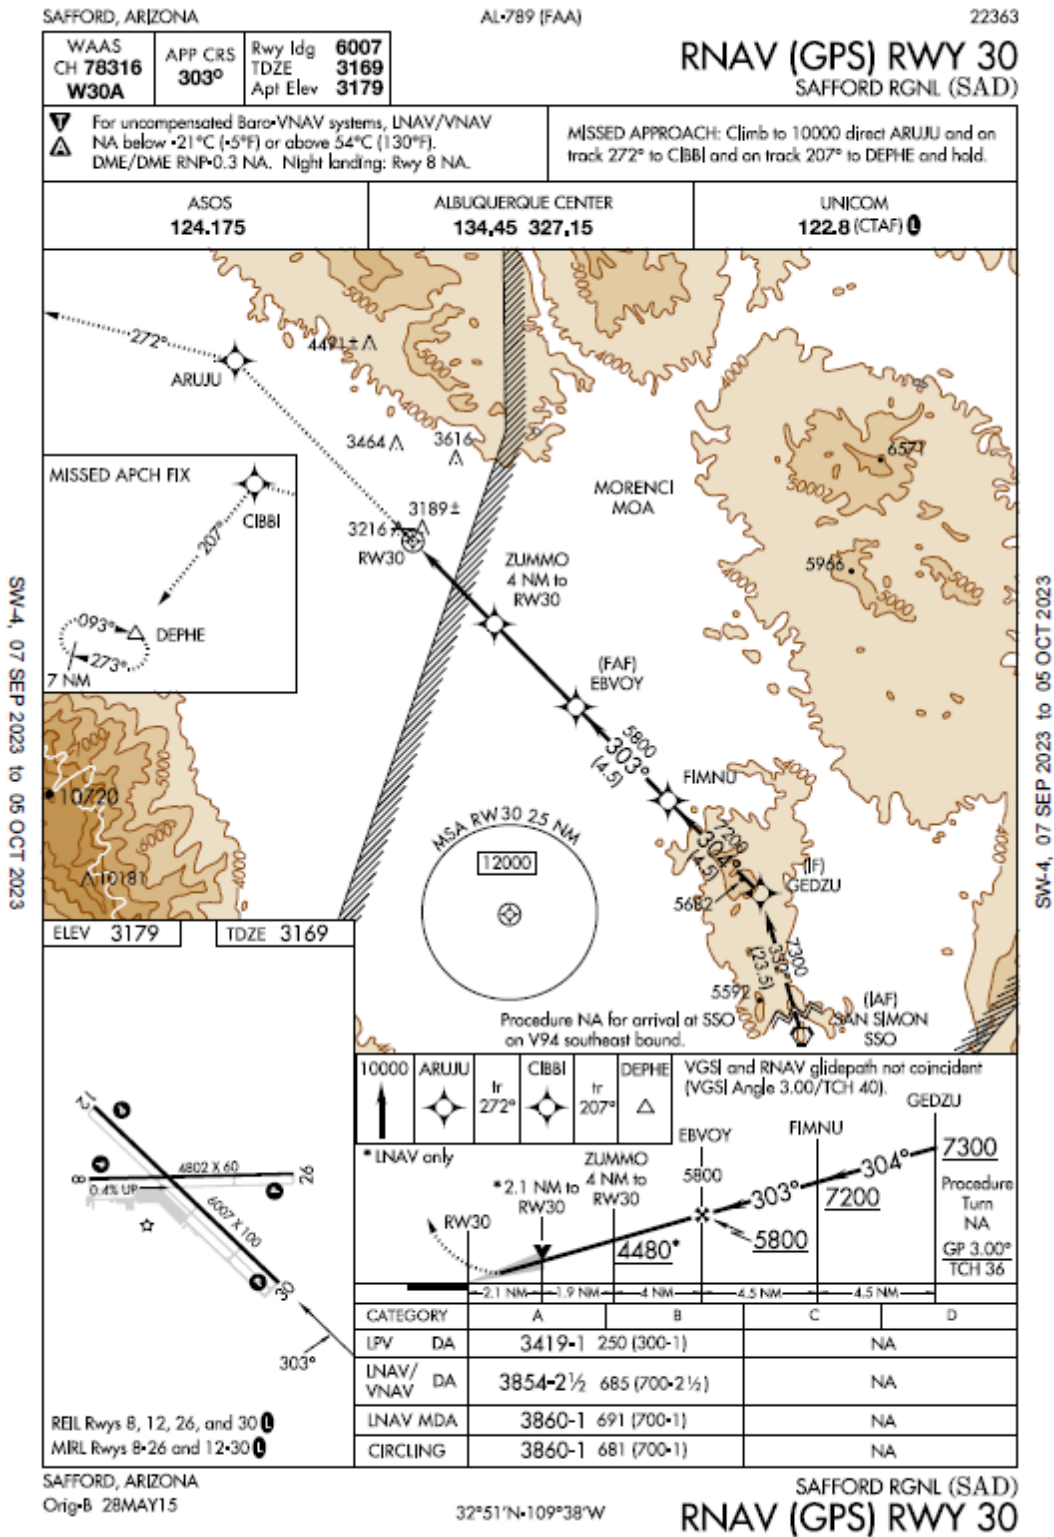 SAFFORD, ARIZONA
AL-789 (FAA)
22363
WAAS
CH 78316
W30A
APP CRS
303°
Rwy ldg 6007
TDZE 3169
Apt Elev 3179
RNAV (GPS) RWY 30
SAFFORD RGNL (SAD)
T
A
For uncompensated Baro-VNAV systems, LNAV/VNAV
NA below -21°C (-5°F) or above 54°C (130°F).
DME/DME RNP-0.3 NA. Night landing: Rwy 8 NA.
MISSED APPROACH: Climb to 10000 direct ARUJU and on
track 272° to CIBBI and on track 207° to DEPHE and hold.
ASOS
124.175
ALBUQUERQUE CENTER
134.45 327.15
UNICOM
122.8 (CTAF) L
272°
ARUJU
4491±
5000
5000
4000
4000
4000
5000
6571
5000
3464
3616
MISSED APCH FIX
CIBBI
207°
093°
DEPHE
273°
7 NM
3189±
3216
RW30
MORENCI
MOA
5966
ZUMMO
4 NM to
RW30
(FAF)
EBVOY
5800
303°
(4.5)
FIMNU
7200
304°
(4.5)
(IF)
GEDZU
5682
7300
330°
(23.5)
5592
(IAF)
SAN SIMON
SSO
10720
10181
4000
4000
4000
MSA RW30 25 NM
12000
Procedure NA for arrival at SSO
on V94 southeast bound.
SW-4, 07 SEP 2023 to 05 OCT 2023
SW-4, 07 SEP 2023 to 05 OCT 2023
ELEV 3179
TDZE 3169
12
8
4802 X 60
26
0.4% UP
6007 X 100
30
303°
REIL Rwys 8, 12, 26, and 30 L
MIRL Rwys 8-26 and 12-30 L
10000
ARUJU
tr
272°
CIBBI
tr
207°
DEPHE
VGSI and RNAV glidepath not coincident
(VGSI Angle 3.00/TCH 40).
* LNAV only
RW30
*2.1 NM to
RW30
ZUMMO
4 NM to
RW30
EBVOY
5800
FIMNU
GEDZU
4480*
303°
5800
304°
7200
7300
Procedure
Turn
NA
GP 3.00°
TCH 36
2.1 NM
1.9 NM
4 NM
4.5 NM
4.5 NM
CATEGORY A B C D
LPV DA 3419-1 250 (300-1) NA
LNAV/
VNAV DA 3854-2½ 685 (700-2½) NA
LNAV MDA 3860-1 691 (700-1) NA
CIRCLING 3860-1 681 (700-1) NA
SAFFORD, ARIZONA
Orig-B 28MAY15
32°51'N-109°38'W
SAFFORD RGNL (SAD)
RNAV (GPS) RWY 30